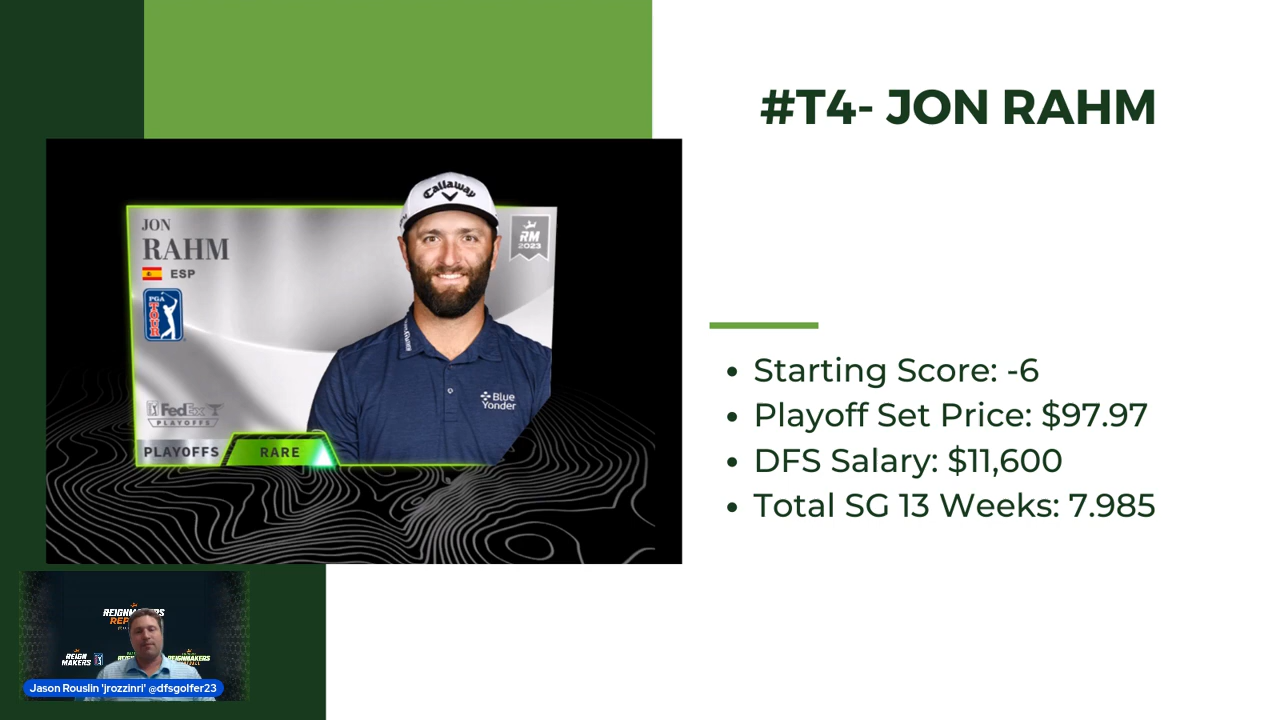 #T4- JON RAHM
Callaway
JON
RAHM
ESP
RM
2023
PGA
TOUR
FedEx
PLAYOFFS
Blue
Yonder
PLAYOFFS
RARE
Starting Score: -6
Playoff Set Price: $97.97
DFS Salary: $11,600
Total SG 13 Weeks: 7.985
REIGN
MAKERS
Jason Rouslin 'jrozzinri' @dfsgolfer23